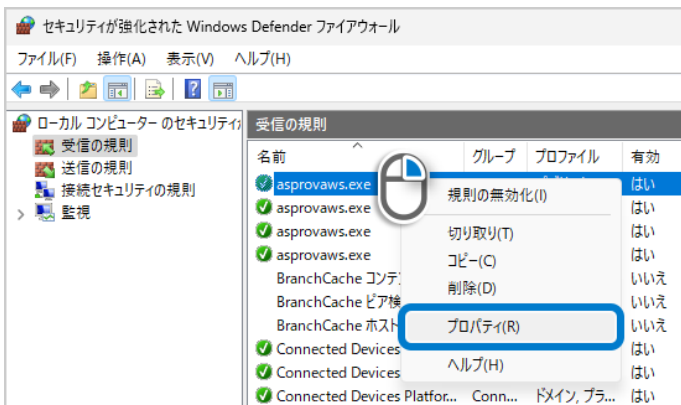 セキュリティが強化された Windows Defender ファイアウォール
ファイル(F) 操作(A) 表示(V) ヘルプ(H)
ローカル コンピューター のセキュリティ
受信の規則
送信の規則
接続セキュリティの規則
監視
受信の規則
名前 グループ プロファイル 有効
asprovaws.exe はい
asprovaws.exe はい
asprovaws.exe はい
asprovaws.exe はい
BranchCache コンテン いいえ
BranchCache ピア検 いいえ
BranchCache ホスト いいえ
Connected Devices はい
Connected Devices はい
Connected Devices Platfor... Conn... ドメイン, プラ... はい
規則の無効化(I)
切り取り(T)
コピー(C)
削除(D)
プロパティ(R)
ヘルプ(H)